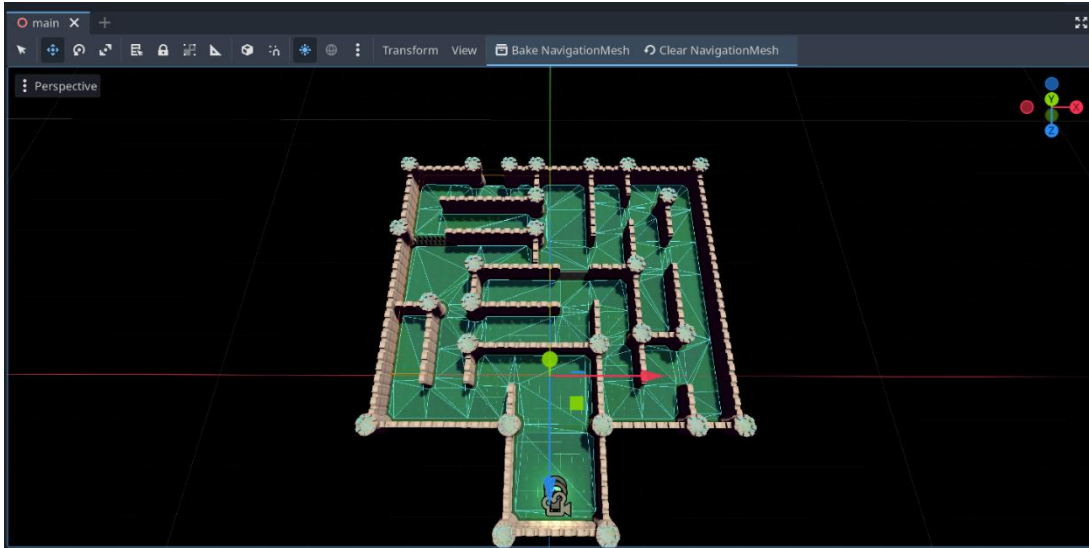 main
Transform View Bake NavigationMesh Clear NavigationMesh
Perspective
Y
X
Z